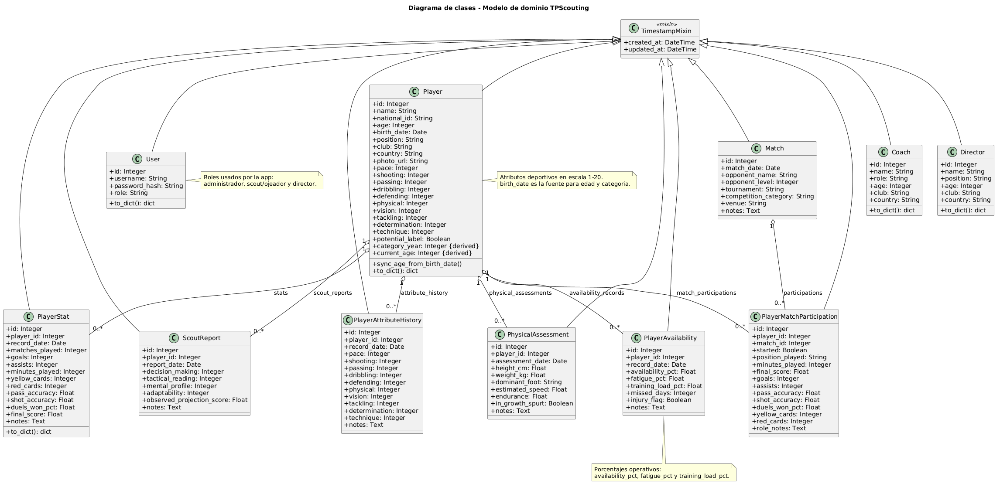 Diagrama de clases - Modelo de dominio TPScouting
«mixin»
C TimestampMixin
+created_at: DateTime
+updated_at: DateTime
C Player
+id: Integer
+name: String
+national_id: String
+age: Integer
+birth_date: Date
+position: String
+club: String
+country: String
+photo_url: String
+pace: Integer
+shooting: Integer
+passing: Integer
+dribbling: Integer
+defending: Integer
+physical: Integer
+vision: Integer
+tackling: Integer
+determination: Integer
+technique: Integer
+potential_label: Boolean
+category_year: Integer {derived}
+current_age: Integer {derived}
+sync_age_from_birth_date()
+to_dict(): dict
C User
+id: Integer
+username: String
+password_hash: String
+role: String
+to_dict(): dict
Roles usados por la app:
administrador, scout/ojeador y director.
Atributos deportivos en escala 1-20.
birth_date es la fuente para edad y categoria.
C Match
+id: Integer
+match_date: Date
+opponent_name: String
+opponent_level: Integer
+tournament: String
+competition_category: String
+venue: String
+notes: Text
C Coach
+id: Integer
+name: String
+role: String
+age: Integer
+club: String
+country: String
+to_dict(): dict
C Director
+id: Integer
+name: String
+position: String
+age: Integer
+club: String
+country: String
+to_dict(): dict
1
1
1
1
1
1
1
stats
scout_reports
attribute_history
physical_assessments
availability_records
match_participations
participations
0..*
0..*
0..*
0..*
0..*
0..*
0..*
C PlayerStat
+id: Integer
+player_id: Integer
+record_date: Date
+matches_played: Integer
+goals: Integer
+assists: Integer
+minutes_played: Integer
+yellow_cards: Integer
+red_cards: Integer
+pass_accuracy: Float
+shot_accuracy: Float
+duels_won_pct: Float
+final_score: Float
+notes: Text
+to_dict(): dict
C ScoutReport
+id: Integer
+player_id: Integer
+report_date: Date
+decision_making: Integer
+tactical_reading: Integer
+mental_profile: Integer
+adaptability: Integer
+observed_projection_score: Float
+notes: Text
C PlayerAttributeHistory
+id: Integer
+player_id: Integer
+record_date: Date
+pace: Integer
+shooting: Integer
+passing: Integer
+dribbling: Integer
+defending: Integer
+physical: Integer
+vision: Integer
+tackling: Integer
+determination: Integer
+technique: Integer
+notes: Text
C PhysicalAssessment
+id: Integer
+player_id: Integer
+assessment_date: Date
+height_cm: Float
+weight_kg: Float
+dominant_foot: String
+estimated_speed: Float
+endurance: Float
+in_growth_spurt: Boolean
+notes: Text
C PlayerAvailability
+id: Integer
+player_id: Integer
+record_date: Date
+availability_pct: Float
+fatigue_pct: Float
+training_load_pct: Float
+missed_days: Integer
+injury_flag: Boolean
+notes: Text
C PlayerMatchParticipation
+id: Integer
+player_id: Integer
+match_id: Integer
+started: Boolean
+position_played: String
+minutes_played: Integer
+final_score: Float
+goals: Integer
+assists: Integer
+pass_accuracy: Float
+shot_accuracy: Float
+duels_won_pct: Float
+yellow_cards: Integer
+red_cards: Integer
+role_notes: Text
Porcentajes operativos:
availability_pct, fatigue_pct y training_load_pct.